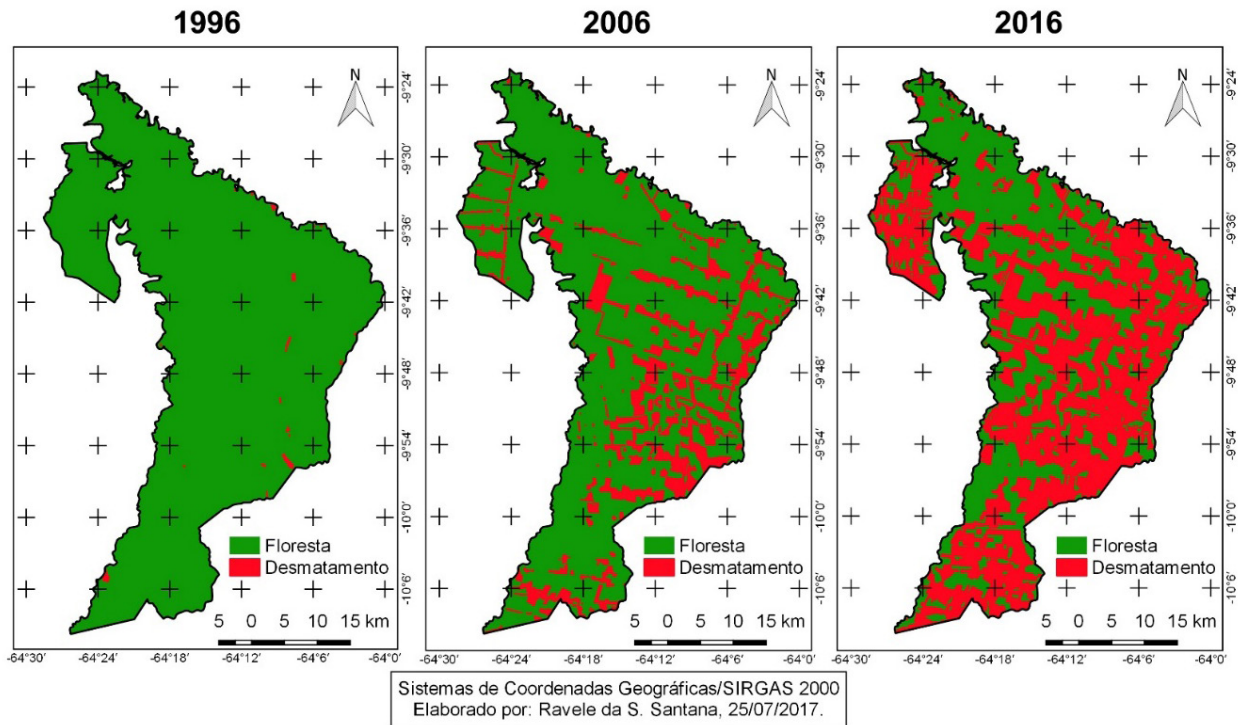 1996
2006
2016
N
N
N
-9°24'
-9°30'
-9°36'
-9°42'
-9°48'
-9°54'
-10°0'
-10°6'
-9°24'
-9°30'
-9°36'
-9°42'
-9°48'
-9°54'
-10°0'
-10°6'
-9°24'
-9°30'
-9°36'
-9°42'
-9°48'
-9°54'
-10°0'
-10°6'
Floresta
Desmatamento
Floresta
Desmatamento
Floresta
Desmatamento
5 0 5 10 15 km
5 0 5 10 15 km
5 0 5 10 15 km
-64°30' -64°24' -64°18' -64°12' -64°6' -64°0'
-64°30' -64°24' -64°18' -64°12' -64°6' -64°0'
-64°30' -64°24' -64°18' -64°12' -64°6' -64°0'
Sistemas de Coordenadas Geográficas/SIRGAS 2000
Elaborado por: Ravele da S. Santana, 25/07/2017.